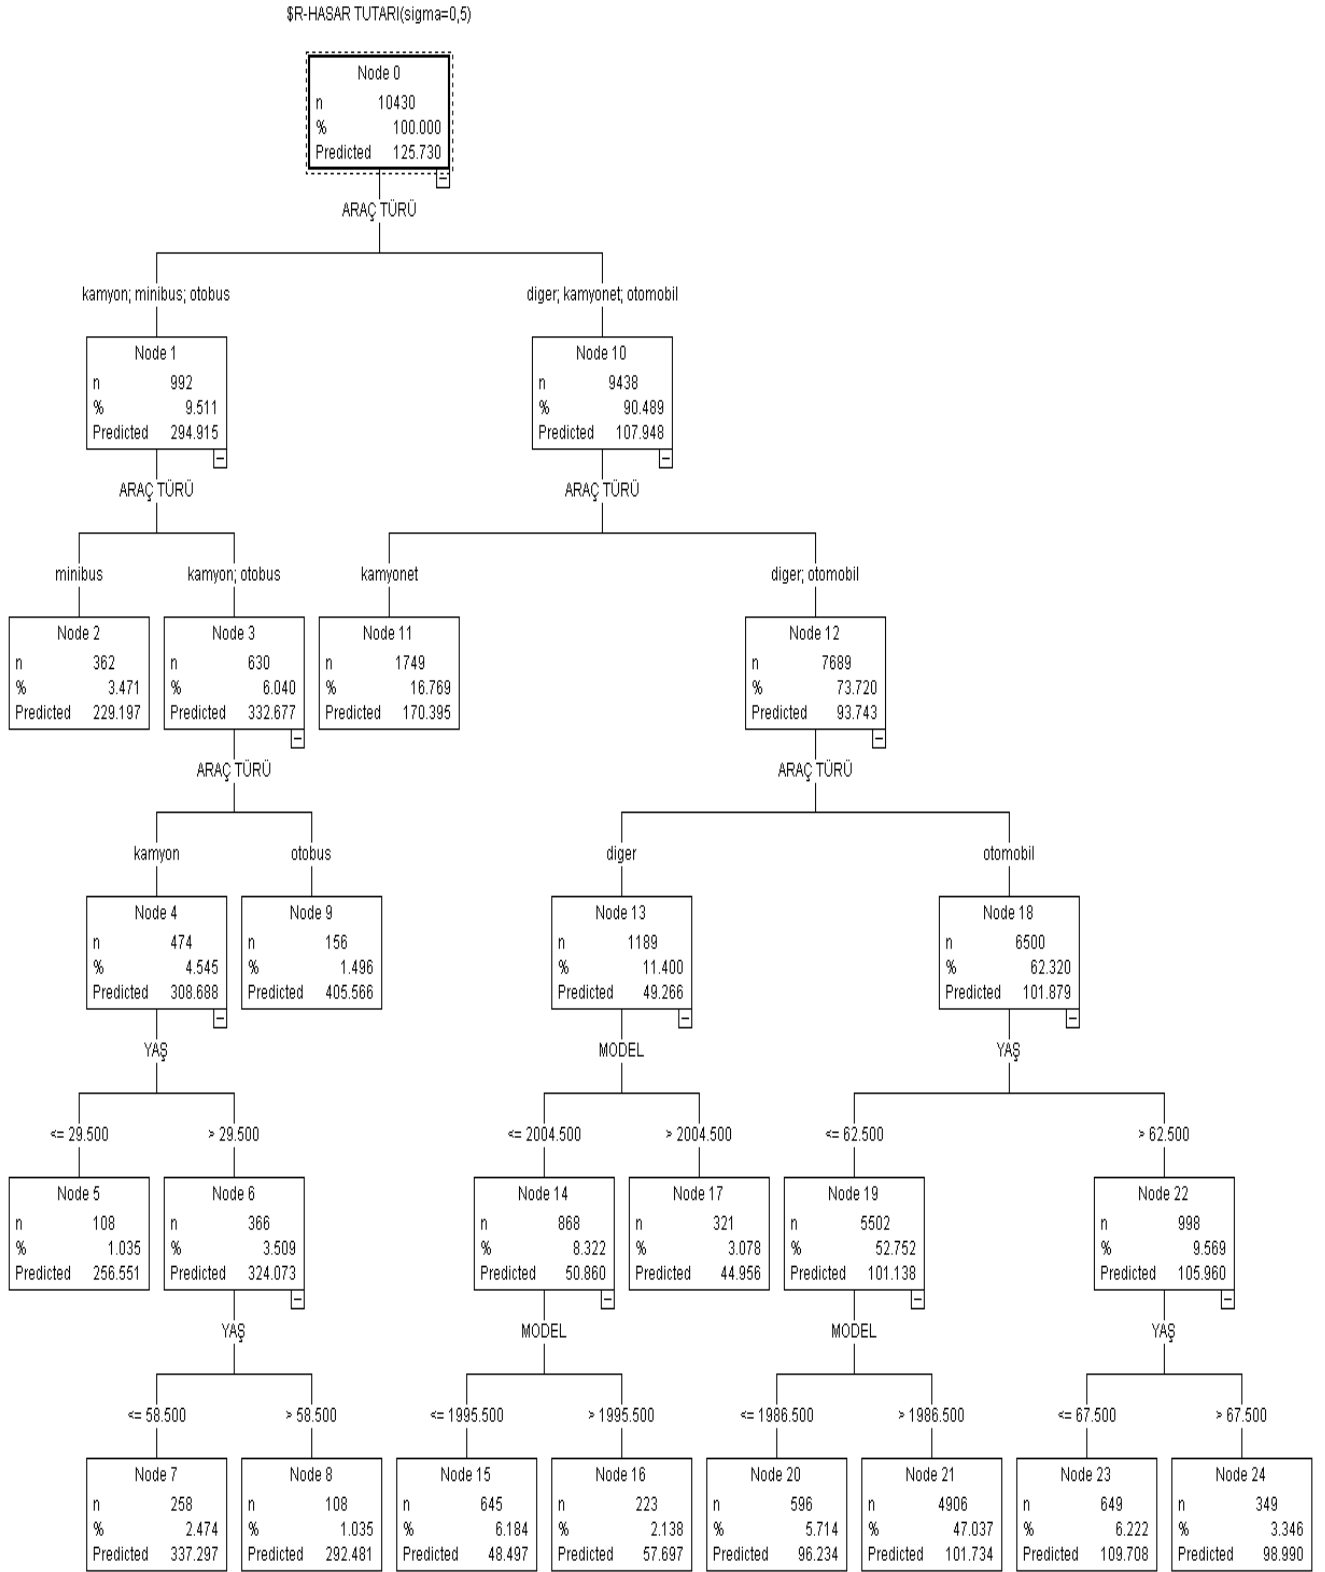 $R-HASAR TUTARI(sigma=0,5)
Node 0
n 10430
% 100.000
Predicted 125.730
ARAÇ TÜRÜ
kamyon; minibus; otobus
diger; kamyonet; otomobil
Node 1
n 992
% 9.511
Predicted 294.915
Node 10
n 9438
% 90.489
Predicted 107.948
ARAÇ TÜRÜ
ARAÇ TÜRÜ
minibus
kamyon; otobus
kamyonet
diger; otomobil
Node 2
n 362
% 3.471
Predicted 229.197
Node 3
n 630
% 6.040
Predicted 332.677
Node 11
n 1749
% 16.769
Predicted 170.395
Node 12
n 7689
% 73.720
Predicted 93.743
ARAÇ TÜRÜ
ARAÇ TÜRÜ
kamyon
otobus
diger
otomobil
Node 4
n 474
% 4.545
Predicted 308.688
Node 9
n 156
% 1.496
Predicted 405.566
Node 13
n 1189
% 11.400
Predicted 49.266
Node 18
n 6500
% 62.320
Predicted 101.879
YAŞ
MODEL
YAŞ
<= 29.500
> 29.500
<= 2004.500
> 2004.500
<= 62.500
> 62.500
Node 5
n 108
% 1.035
Predicted 256.551
Node 6
n 366
% 3.509
Predicted 324.073
Node 14
n 868
% 8.322
Predicted 50.860
Node 17
n 321
% 3.078
Predicted 44.956
Node 19
n 5502
% 52.752
Predicted 101.138
Node 22
n 998
% 9.569
Predicted 105.960
YAŞ
MODEL
MODEL
YAŞ
<= 58.500
> 58.500
<= 1995.500
> 1995.500
<= 1986.500
> 1986.500
<= 67.500
> 67.500
Node 7
n 258
% 2.474
Predicted 337.297
Node 8
n 108
% 1.035
Predicted 292.481
Node 15
n 645
% 6.184
Predicted 48.497
Node 16
n 223
% 2.138
Predicted 57.697
Node 20
n 596
% 5.714
Predicted 96.234
Node 21
n 4906
% 47.037
Predicted 101.734
Node 23
n 649
% 6.222
Predicted 109.708
Node 24
n 349
% 3.346
Predicted 98.990